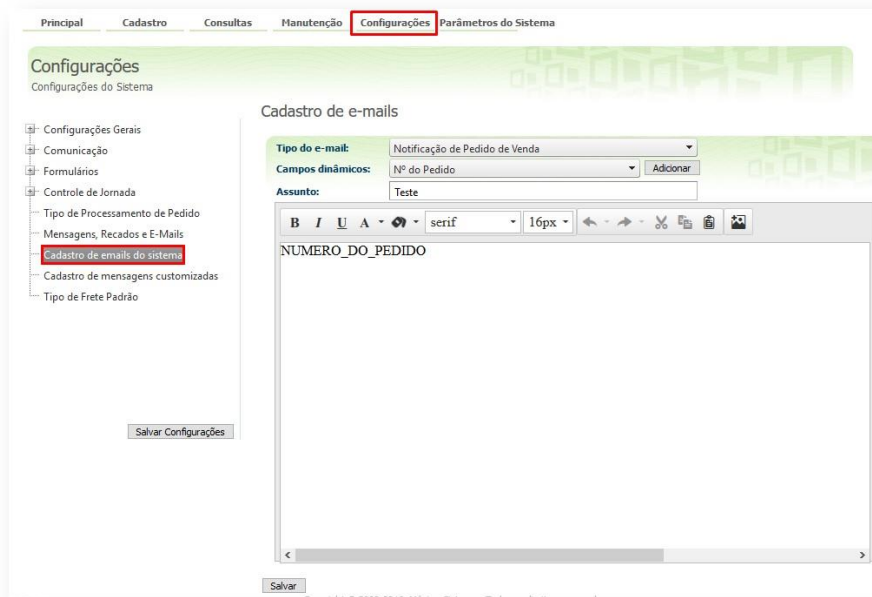 Principal Cadastro Consultas Manutenção Configurações Parâmetros do Sistema
Configurações
Configurações do Sistema
Configurações Gerais
Comunicação
Formulários
Controle de Jornada
Tipo de Processamento de Pedido
Mensagens, Recados e E-Mails
Cadastro de emails do sistema
Cadastro de mensagens customizadas
Tipo de Frete Padrão
Salvar Configurações
Cadastro de e-mails
Tipo do e-mail: Notificação de Pedido de Venda
Campos dinâmicos: Nº do Pedido Adicionar
Assunto: Teste
B I U A serif 16px
NUMERO_DO_PEDIDO
Salvar